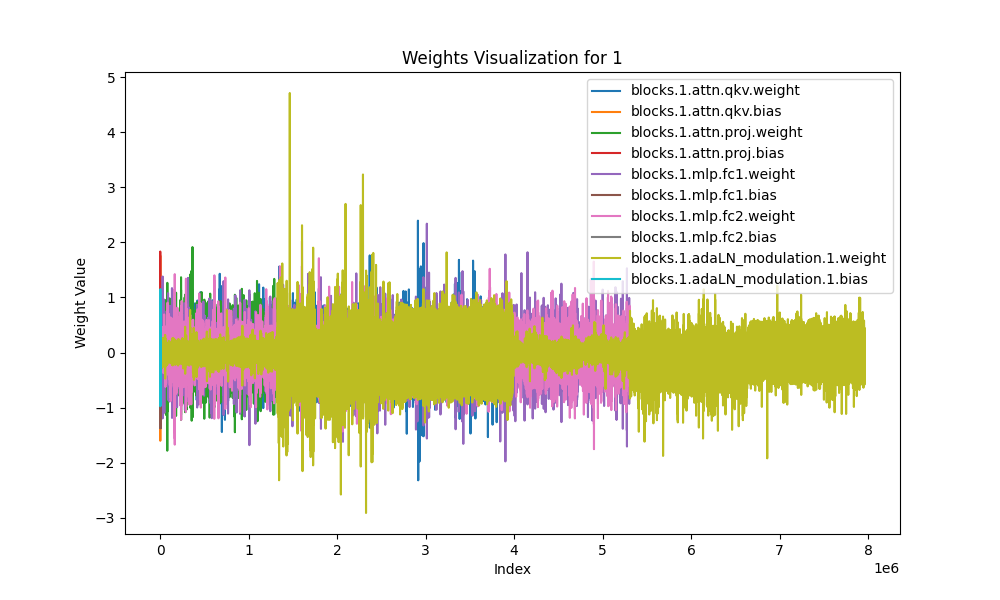 Weights Visualization for 1
Weight Value
5
4
3
2
1
0
−1
−2
−3
blocks.1.attn.qkv.weight
blocks.1.attn.qkv.bias
blocks.1.attn.proj.weight
blocks.1.attn.proj.bias
blocks.1.mlp.fc1.weight
blocks.1.mlp.fc1.bias
blocks.1.mlp.fc2.weight
blocks.1.mlp.fc2.bias
blocks.1.adaLN_modulation.1.weight
blocks.1.adaLN_modulation.1.bias
0 1 2 3 4 5 6 7 8
1e6
Index